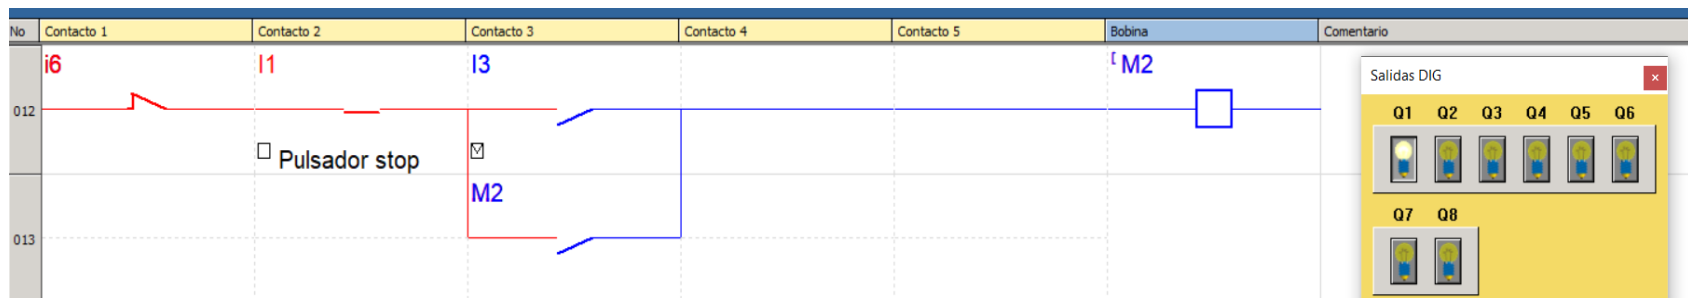 No Contacto 1 Contacto 2 Contacto 3 Contacto 4 Contacto 5 Bobina Comentario
i6 I1 I3 [ M2
012
Pulsador stop
M2
013
Salidas DIG
Q1 Q2 Q3 Q4 Q5 Q6
Q7 Q8